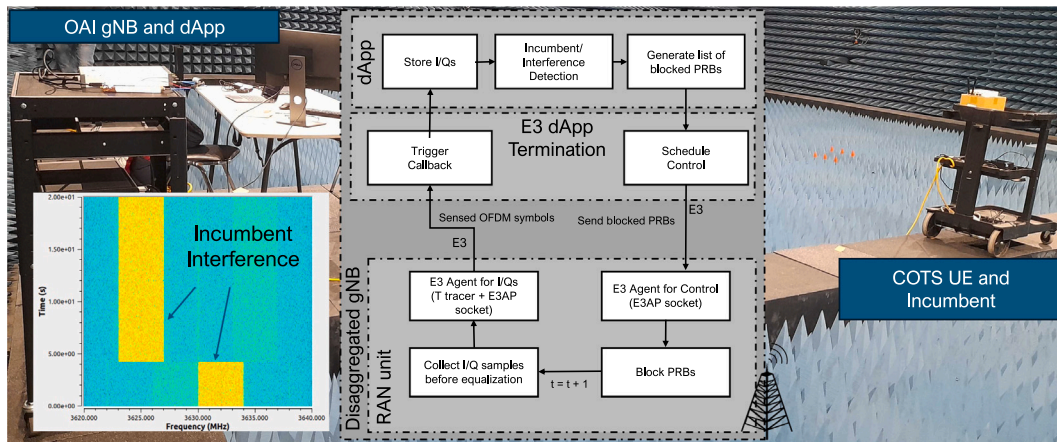 OAI gNB and dApp
dApp
Store I/Qs
Incumbent/
Interference
Detection
Generate list of
blocked PRBs
E3 dApp
Termination
Trigger
Callback
Schedule
Control
Sensed OFDM symbols
E3
Send blocked PRBs
E3
Disaggregated gNB
RAN unit
E3 Agent for I/Qs
(T tracer + E3AP
socket)
E3 Agent for Control
(E3AP socket)
Collect I/Q samples
before equalization
t = t + 1
Block PRBs
COTS UE and
Incumbent
Incumbent
Interference
Time (s)
2.00e+01
1.50e+01
1.00e+01
5.00e+00
0.00e+00
3620.000
3625.000
3630.000
3635.000
3640.000
Frequency (MHz)